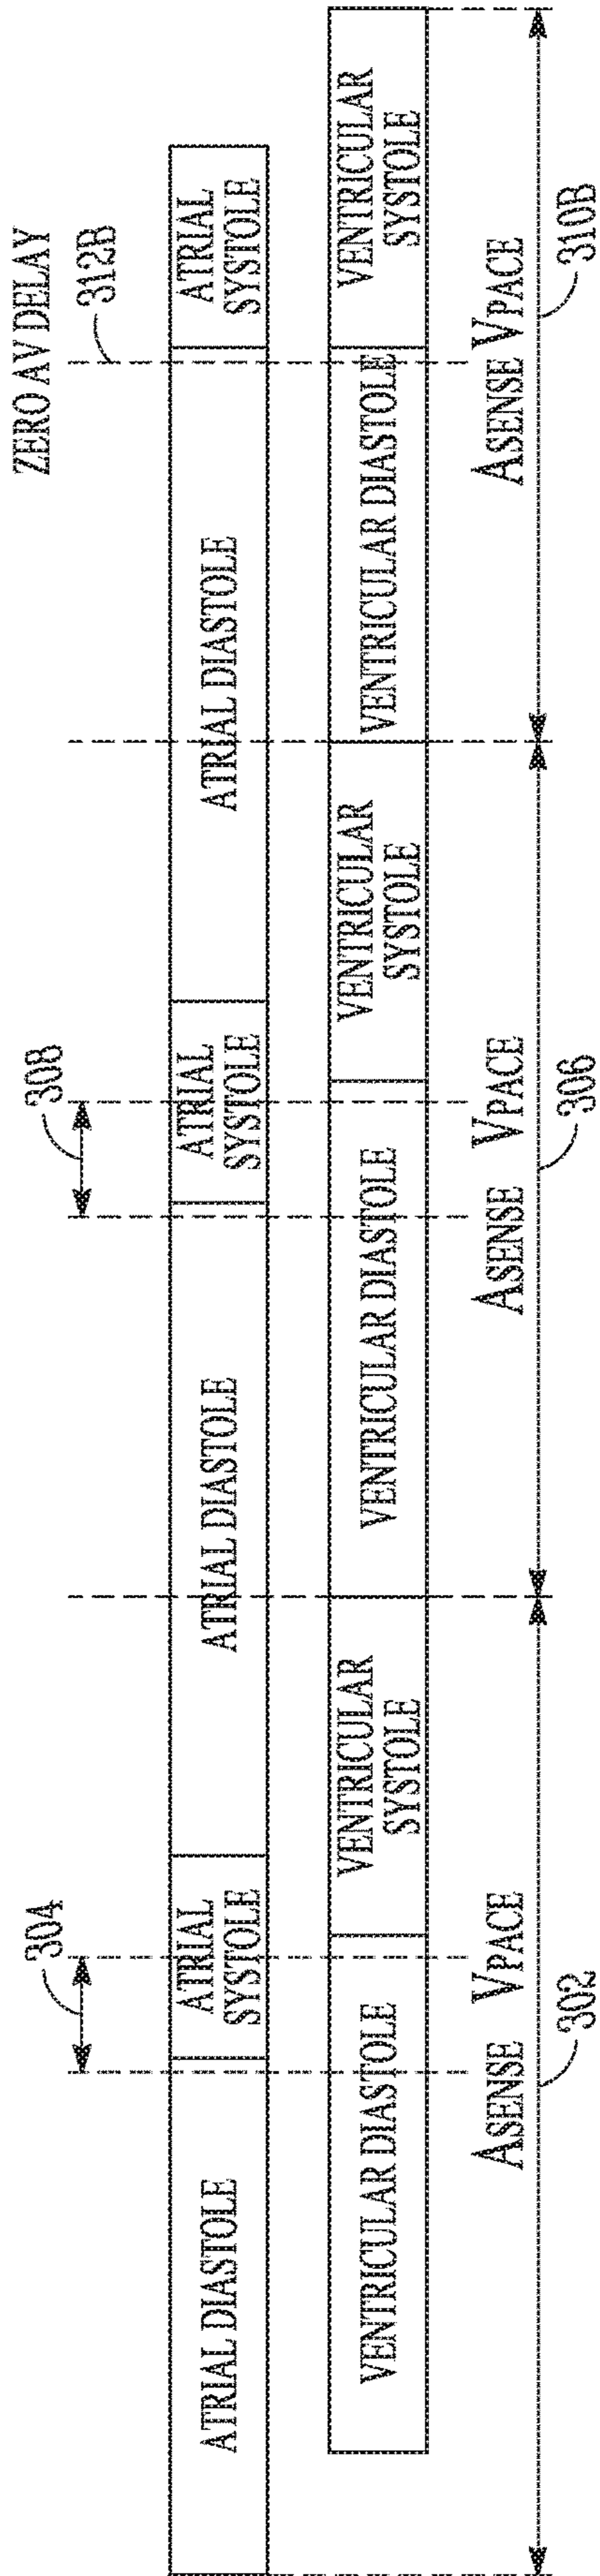 ZERO AV DELAY
304
308
312B
ATRIAL DIASTOLE
ATRIAL
SYSTOLE
ATRIAL DIASTOLE
ATRIAL
SYSTOLE
ATRIAL DIASTOLE
ATRIAL
SYSTOLE
VENTRICULAR DIASTOLE
VENTRICULAR
SYSTOLE
VENTRICULAR DIASTOLE
VENTRICULAR
SYSTOLE
VENTRICULAR DIASTOLE
VENTRICULAR
SYSTOLE
ASENSE VPACE
ASENSE VPACE
ASENSE VPACE
302
306
310B